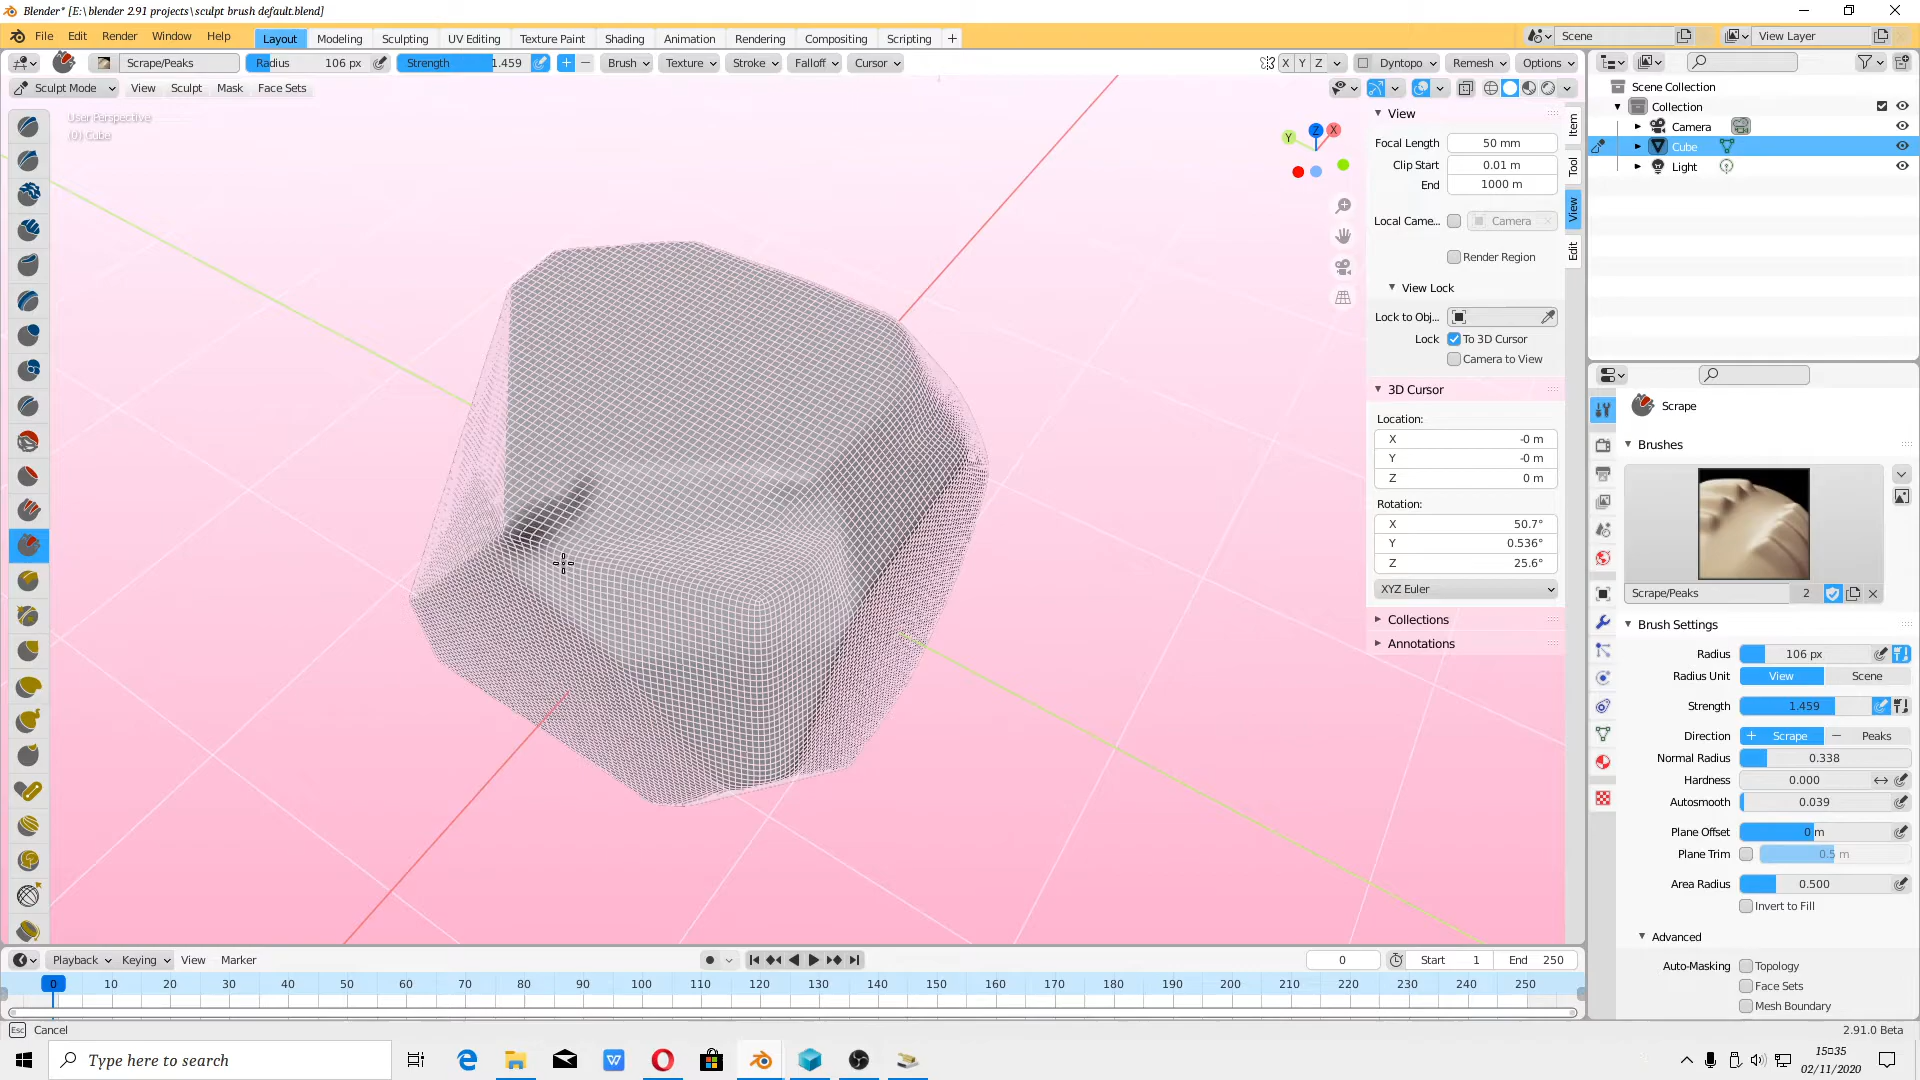 Blender* [E:\blender 2.91 projects\sculpt brush default.blend]
File Edit Render Window Help Layout Modeling Sculpting UV Editing Texture Paint Shading Animation Rendering Compositing Scripting + Scene View Layer
Scrape/Peaks Radius 106 px Strength 1.459 + − Brush Texture Stroke Falloff Cursor X Y Z Dyntopo Remesh Options
Sculpt Mode View Sculpt Mask Face Sets
User Perspective
(0) Cube
Y Z X
View
Focal Length 50 mm
Clip Start 0.01 m
End 1000 m
Local Came... Camera
Render Region
View Lock
Lock to Obj...
Lock To 3D Cursor
Camera to View
3D Cursor
Location:
X -0 m
Y -0 m
Z 0 m
Rotation:
X 50.7°
Y 0.536°
Z 25.6°
XYZ Euler
Collections
Annotations
Item
Tool
View
Edit
Scene Collection
Collection
Camera
Cube
Light
Scrape
Brushes
Scrape/Peaks 2
Brush Settings
Radius 106 px
Radius Unit View Scene
Strength 1.459
Direction + Scrape − Peaks
Normal Radius 0.338
Hardness 0.000
Autosmooth 0.039
Plane Offset 0 m
Plane Trim 0.5 m
Area Radius 0.500
Invert to Fill
Advanced
Auto-Masking Topology
Face Sets
Mesh Boundary
Playback Keying View Marker 0 Start 1 End 250
0 10 20 30 40 50 60 70 80 90 100 110 120 130 140 150 160 170 180 190 200 210 220 230 240 250
Esc Cancel
2.91.0 Beta
Type here to search
15:35
02/11/2020